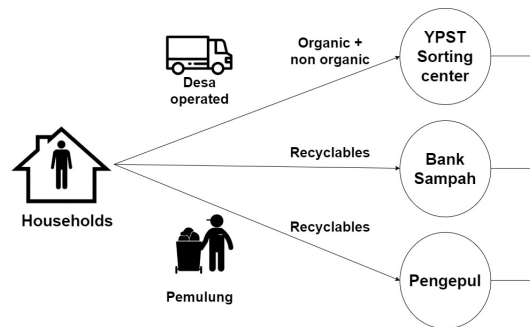 Organic +
non organic
YPST
Sorting
center
Desa
operated
Recyclables
Bank
Sampah
Households
Recyclables
Pemulung
Pengepul